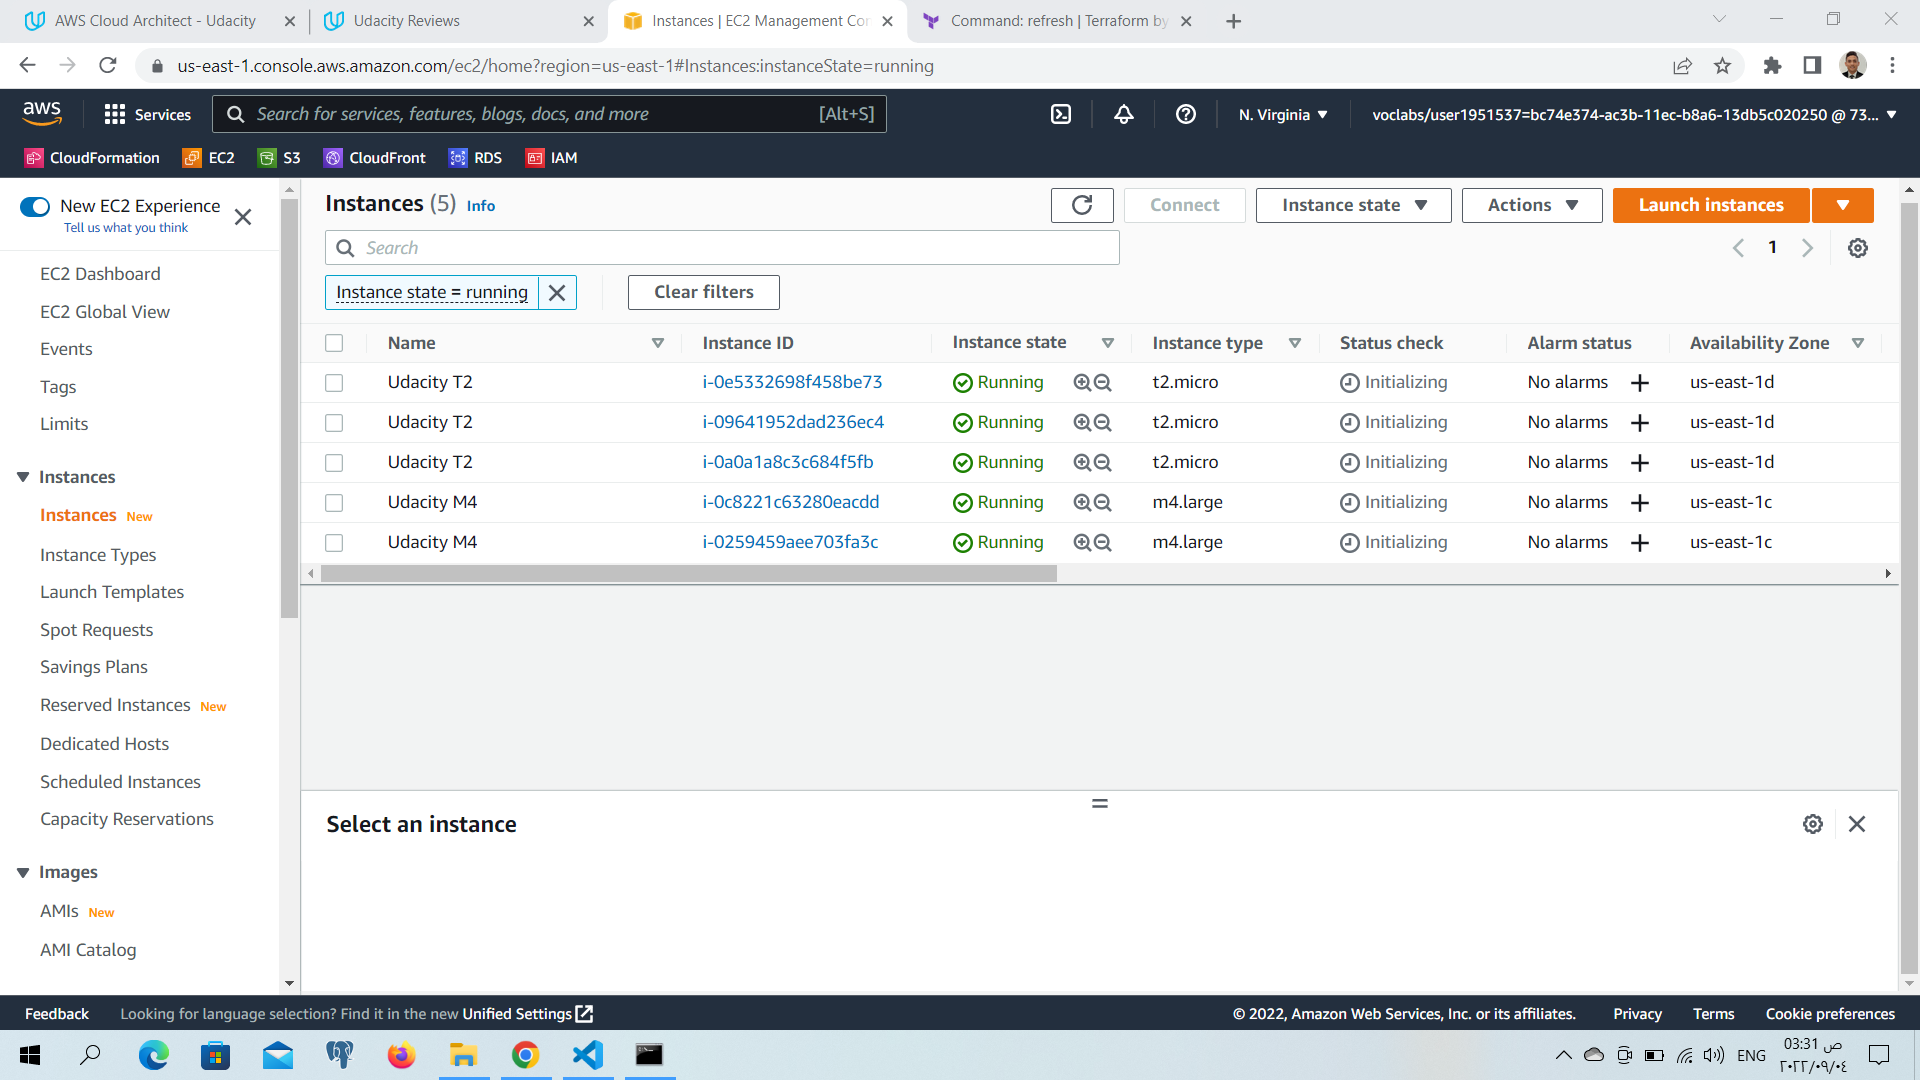 AWS Cloud Architect - Udacity
Udacity Reviews
Instances | EC2 Management Co
Command: refresh | Terraform by
us-east-1.console.aws.amazon.com/ec2/home?region=us-east-1#Instances:instanceState=running
aws
Services
Search for services, features, blogs, docs, and more
[Alt+S]
N. Virginia
voclabs/user1951537=bc74e374-ac3b-11ec-b8a6-13db5c020250 @ 73...
CloudFormation
EC2
S3
CloudFront
RDS
IAM
New EC2 Experience
Tell us what you think
EC2 Dashboard
EC2 Global View
Events
Tags
Limits
Instances
Instances New
Instance Types
Launch Templates
Spot Requests
Savings Plans
Reserved Instances New
Dedicated Hosts
Scheduled Instances
Capacity Reservations
Images
AMIs New
AMI Catalog
Instances (5) Info
Connect
Instance state
Actions
Launch instances
Search
1
Instance state = running
Clear filters
Name Instance ID Instance state Instance type Status check Alarm status Availability Zone
Udacity T2 i-0e5332698f458be73 Running t2.micro Initializing No alarms + us-east-1d
Udacity T2 i-09641952dad236ec4 Running t2.micro Initializing No alarms + us-east-1d
Udacity T2 i-0a0a1a8c3c684f5fb Running t2.micro Initializing No alarms + us-east-1d
Udacity M4 i-0c8221c63280eacdd Running m4.large Initializing No alarms + us-east-1c
Udacity M4 i-0259459aee703fa3c Running m4.large Initializing No alarms + us-east-1c
Select an instance
Feedback
Looking for language selection? Find it in the new Unified Settings
© 2022, Amazon Web Services, Inc. or its affiliates.
Privacy
Terms
Cookie preferences
ENG
03:31 ص
٢٠٢٢/٠٩/٠٤